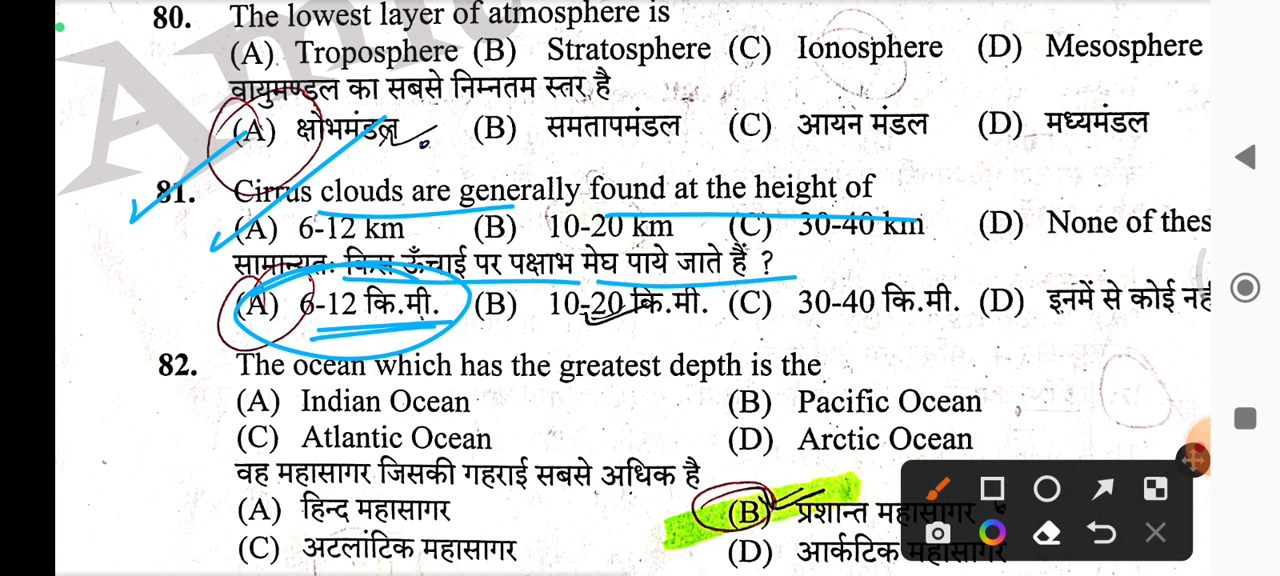 80. The lowest layer of atmosphere is
(A) Troposphere (B) Stratosphere (C) Ionosphere (D) Mesosphere
वायुमण्डल का सबसे निम्नतम स्तर है
(A) क्षोभमंडल (B) समतापमंडल (C) आयन मंडल (D) मध्यमंडल
81. Cirrus clouds are generally found at the height of
(A) 6-12 km (B) 10-20 km (C) 30-40 km (D) None of thes
सामान्यतः किस ऊँचाई पर पक्षाभ मेघ पाये जाते हैं ?
(A) 6-12 कि.मी. (B) 10-20 कि.मी. (C) 30-40 कि.मी. (D) इनमें से कोई नह
82. The ocean which has the greatest depth is the
(A) Indian Ocean (B) Pacific Ocean
(C) Atlantic Ocean (D) Arctic Ocean
वह महासागर जिसकी गहराई सबसे अधिक है
(A) हिन्द महासागर (B) प्रशान्त महासागर
(C) अटलांटिक महासागर (D) आर्कटिक महासागर